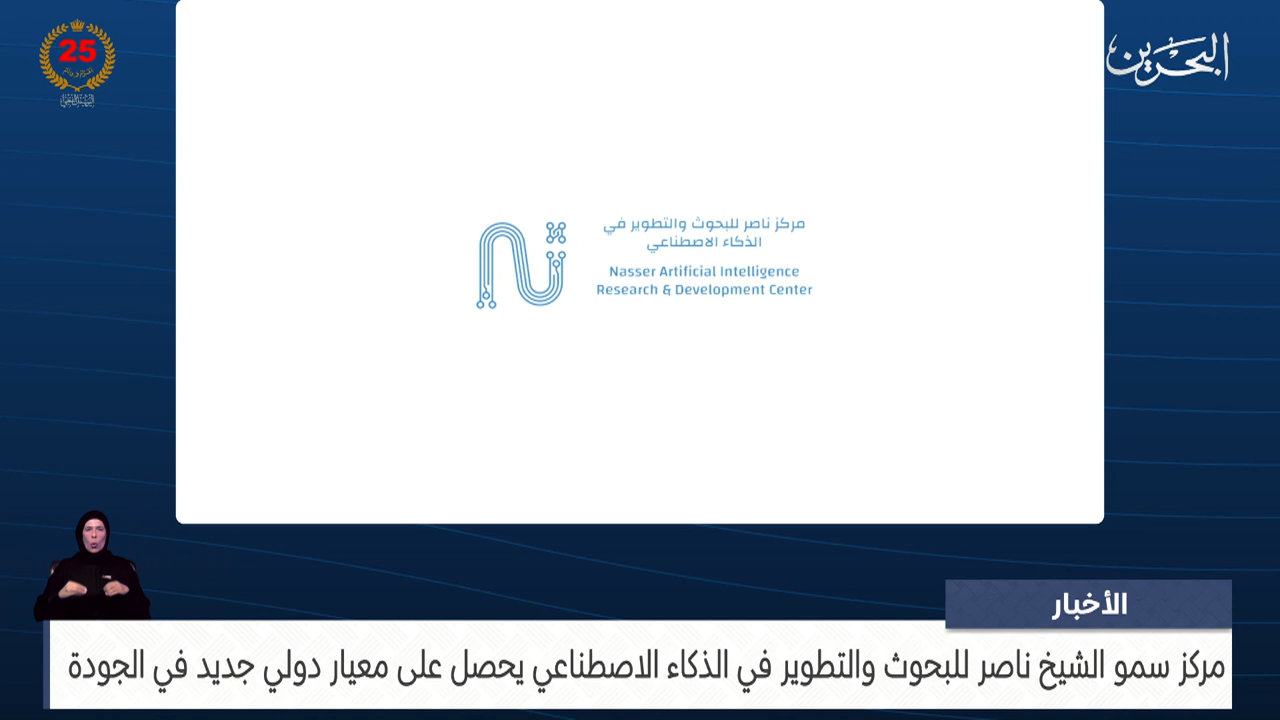 25
البحرين
مركز ناصر للبحوث والتطوير في
الذكاء الاصطناعي
Nasser Artificial Intelligence
Research & Development Center
الأخبار
مركز سمو الشيخ ناصر للبحوث والتطوير في الذكاء الاصطناعي يحصل على معيار دولي جديد في الجودة